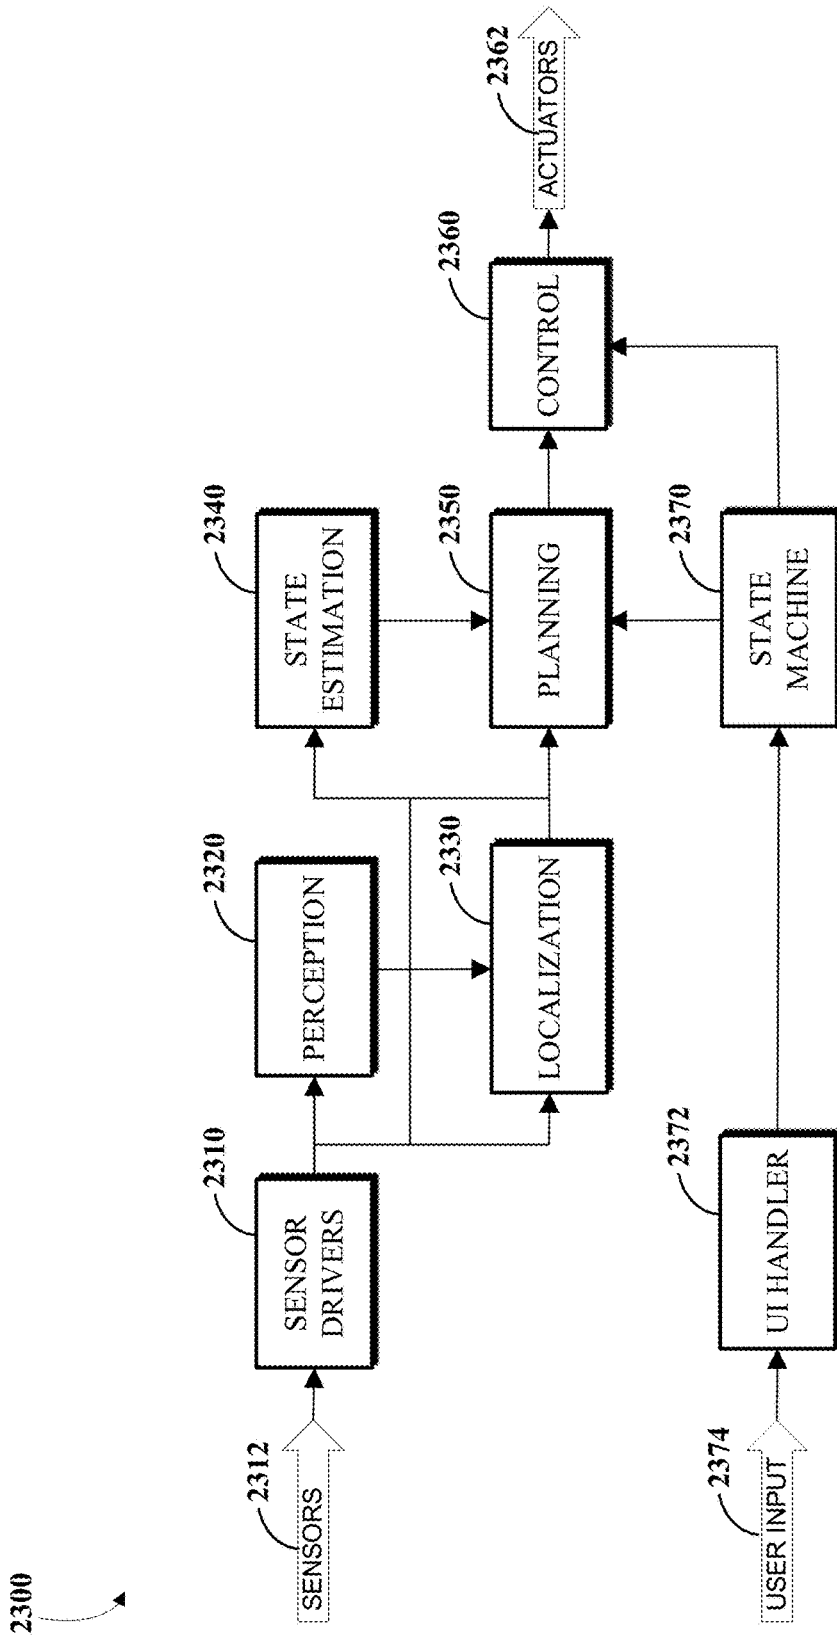 2300
2312
SENSORS
2310
SENSOR
DRIVERS
2320
PERCEPTION
2330
LOCALIZATION
2340
STATE
ESTIMATION
2350
PLANNING
2360
CONTROL
2362
ACTUATORS
2374
USER INPUT
2372
UI HANDLER
2370
STATE
MACHINE